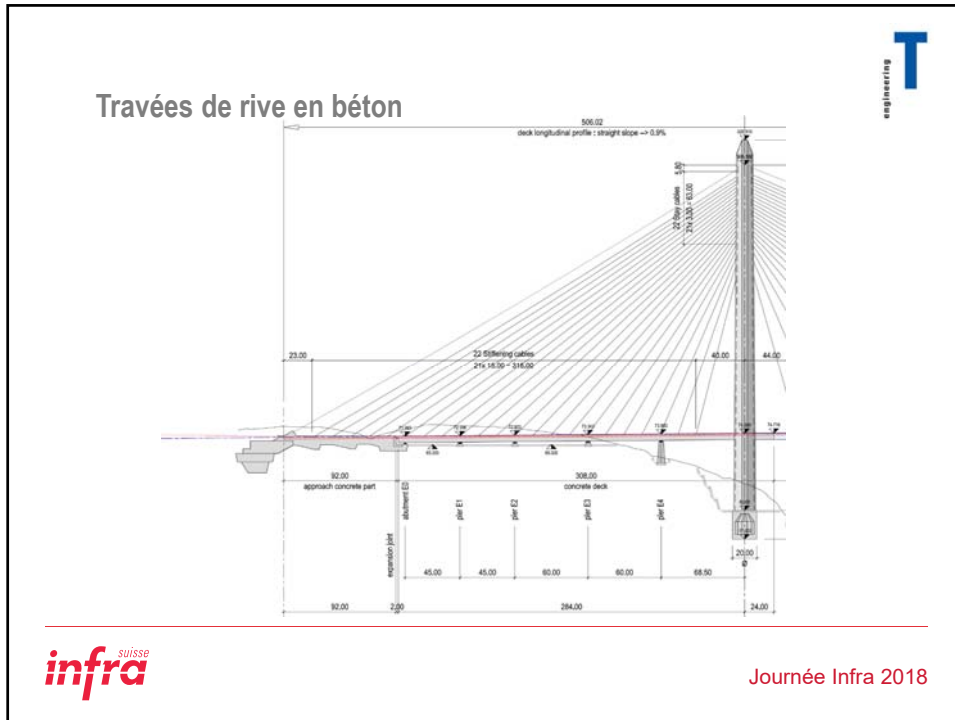 engineering
T
Travées de rive en béton
506.02
deck longitudinal profile : straight slope --> 0.9%
5.80
22 Stay cables
21x 3.00 = 63.00
23.00
22 Stiffening cables
40.00
44.00
92.00
approach concrete part
308.00
concrete deck
expansion joint
abutment E0
pier E1
pier E2
pier E3
pier E4
20.00
45.00
45.00
60.00
60.00
68.50
92.00
2.00
284.00
24.00
infra suisse
Journée Infra 2018